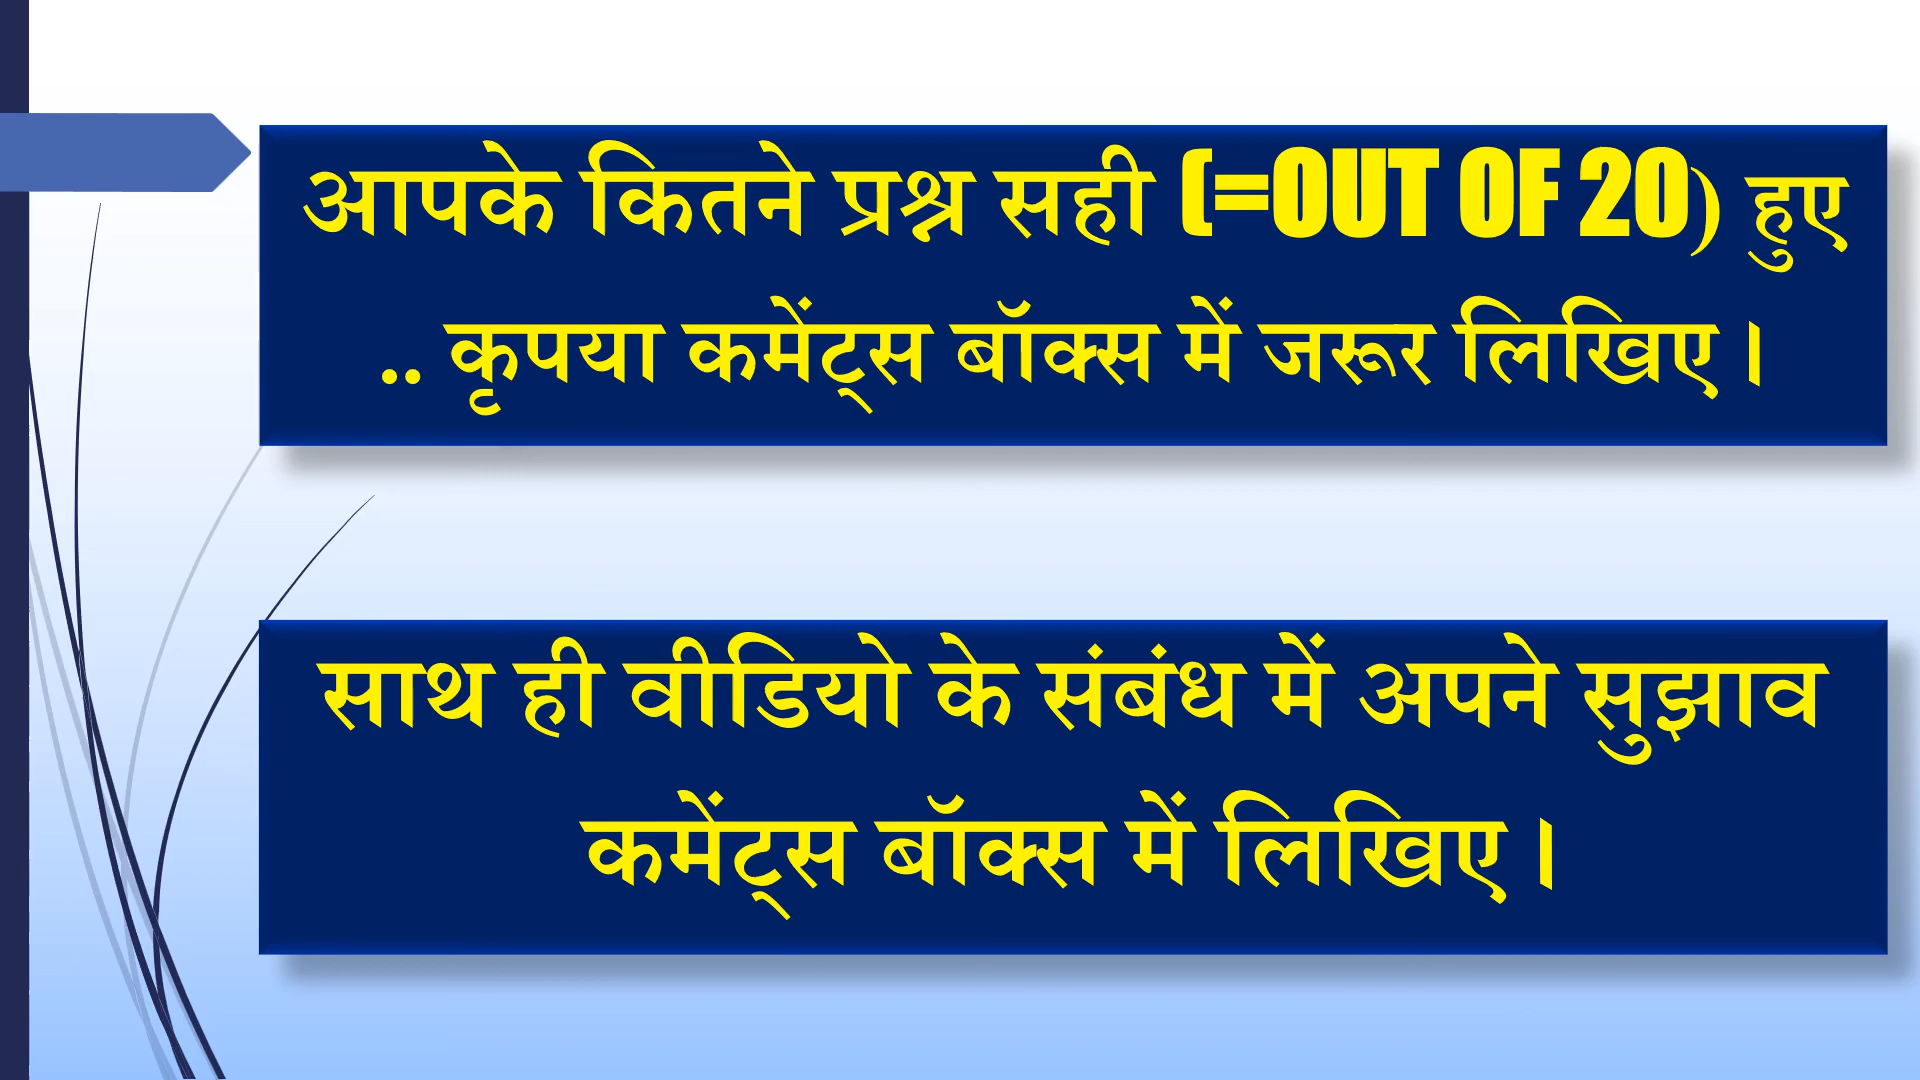 आपके कितने प्रश्न सही (=OUT OF 20) हुए
.. कृपया कमेंट्स बॉक्स में जरूर लिखिए।
साथ ही वीडियो के संबंध में अपने सुझाव
कमेंट्स बॉक्स में लिखिए।